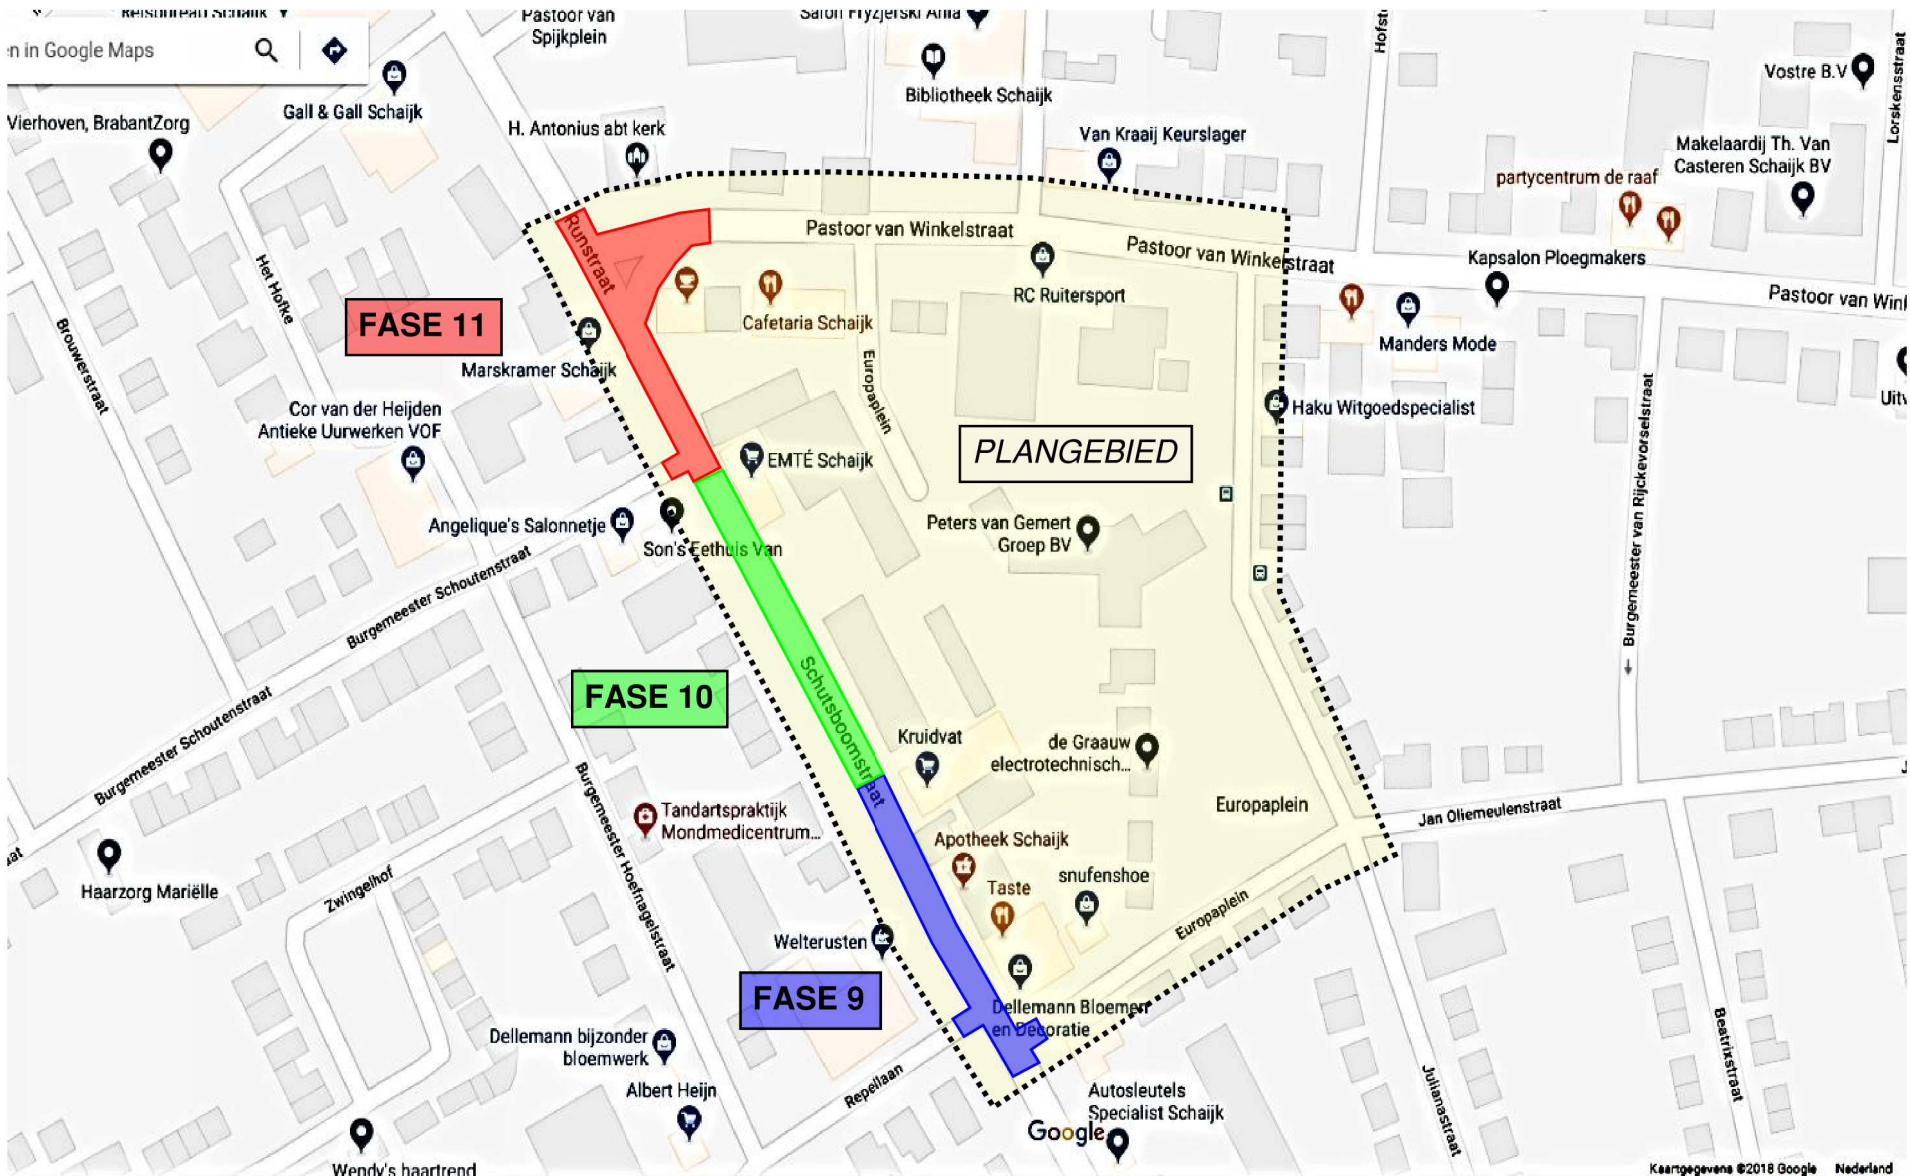 Reisbureau Schaijk
en in Google Maps
Pastoor van
Spijkplein
Salon Fryzjerski Ania
Bibliotheek Schaijk
Vostre B.V
Lorskensstraat
Gall & Gall Schaijk
Vierhoven, BrabantZorg
H. Antonius abt kerk
Van Kraaij Keurslager
Makelaardij Th. Van
Casteren Schaijk BV
partycentrum de raaf
Runstraat
Pastoor van Winkelstraat
Pastoor van Winkelstraat
Kapsalon Ploegmakers
Pastoor van Wink
Het Hofke
RC Ruitersport
FASE 11
Cafetaria Schaijk
Manders Mode
Brouwerstraat
Marskramer Schaijk
Europaplein
Haku Witgoedspecialist
Cor van der Heijden
Antieke Uurwerken VOF
PLANGEBIED
EMTÉ Schaijk
Burgemeester van Rijckevorselstraat
Angelique's Salonnetje
Son's Eethuis Van
Peters van Gemert
Groep BV
Burgemeester Schoutenstraat
Burgemeester Schoutenstraat
FASE 10
Schutsboomstraat
Kruidvat
de Graauw
electrotechnisch...
Europaplein
Jan Oliemeulenstraat
Tandartspraktijk
Mondmedicentrum...
Burgemeester Hoefnagelstraat
Apotheek Schaijk
Haarzorg Mariëlle
Zwingelhof
Taste
snufenshoe
Europaplein
Welterusten
FASE 9
Dellemann Bloemen
en Decoratie
Dellemann bijzonder
bloemwerk
Repellaan
Albert Heijn
Autosleutels
Specialist Schaijk
Julianastraat
Beatrixstraat
Google
Wendy's haartrend
Kaartgegevens ©2018 Google Nederland